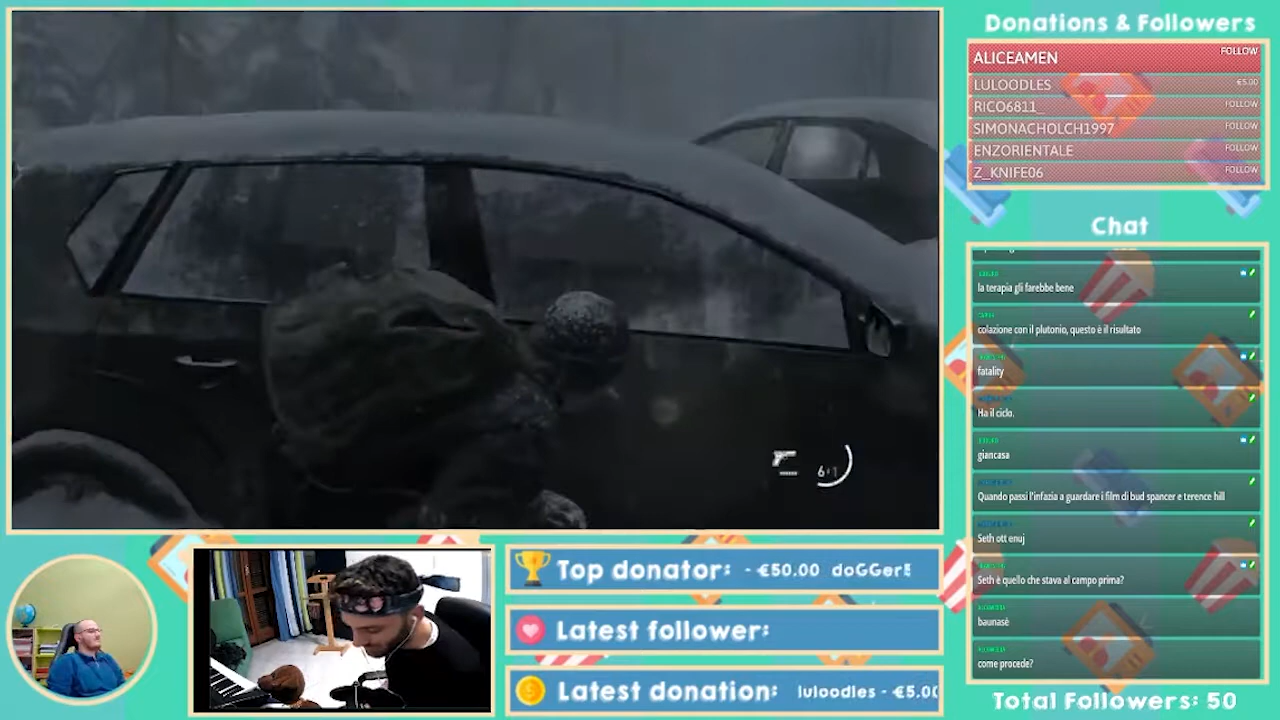 Donations & Followers
ALICEAMEN FOLLOW
LULOODLES €5.00
RICO6811_ FOLLOW
SIMONACHOLCH1997 FOLLOW
ENZORIENTALE FOLLOW
Z_KNIFE06 FOLLOW
Chat
la terapia gli farebbe bene
colazione con il plutonio, questo è il risultato
fatality
Ha il ciclo.
giancasa
Quando passi l'infazia a guardare i film di bud spancer e terence hill
Seth ott enuj
Seth è quello che stava al campo prima?
baunasè
come procede?
Total Followers: 50
Top donator: - €50.00 doGGer
Latest follower:
Latest donation: luloodles - €5.00